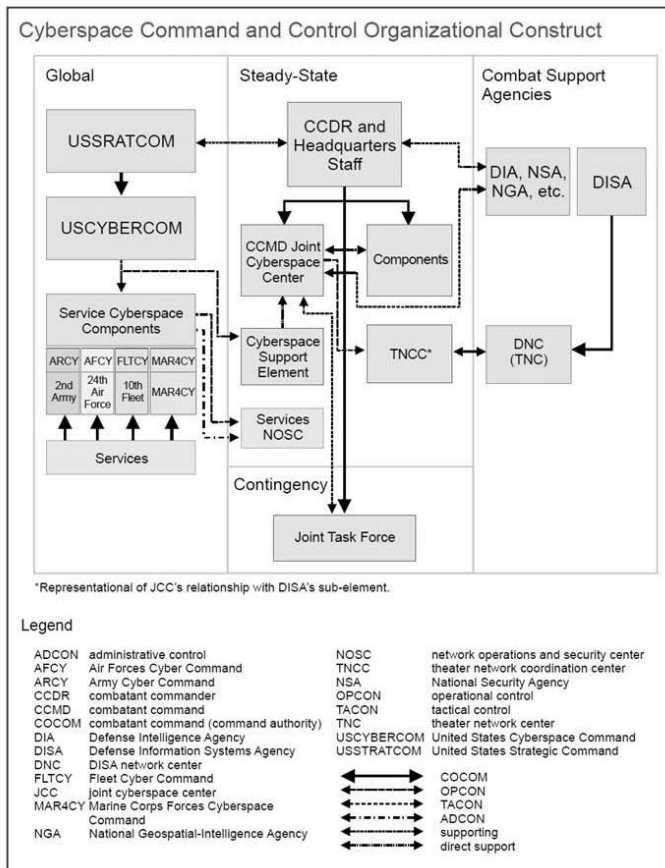 Cyberspace Command and Control Organizational Construct
Global
Steady-State
Combat Support
Agencies
USSRATCOM
CCDR and
Headquarters
Staff
DIA, NSA,
NGA, etc.
DISA
USCYBERCOM
CCMD Joint
Cyberspace
Center
Components
Service Cyberspace
Components
ARCY
AFCY
FLTCY
MAR4CY
2nd
Army
24th
Air
Force
10th
Fleet
MAR4CY
Services
Cyberspace
Support
Element
TNCC*
DNC
(TNC)
Services
NOSC
Contingency
Joint Task Force
*Representational of JCC's relationship with DISA's sub-element.
Legend
ADCON administrative control
AFCY Air Forces Cyber Command
ARCY Army Cyber Command
CCDR combatant commander
CCMD combatant command
COCOM combatant command (command authority)
DIA Defense Intelligence Agency
DISA Defense Information Systems Agency
DNC DISA network center
FLTCY Fleet Cyber Command
JCC joint cyberspace center
MAR4CY Marine Corps Forces Cyberspace
Command
NGA National Geospatial-Intelligence Agency
NOSC network operations and security center
TNCC theater network coordination center
NSA National Security Agency
OPCON operational control
TACON tactical control
TNC theater network center
USCYBERCOM United States Cyberspace Command
USSTRATCOM United States Strategic Command
COCOM
OPCON
TACON
ADCON
supporting
direct support